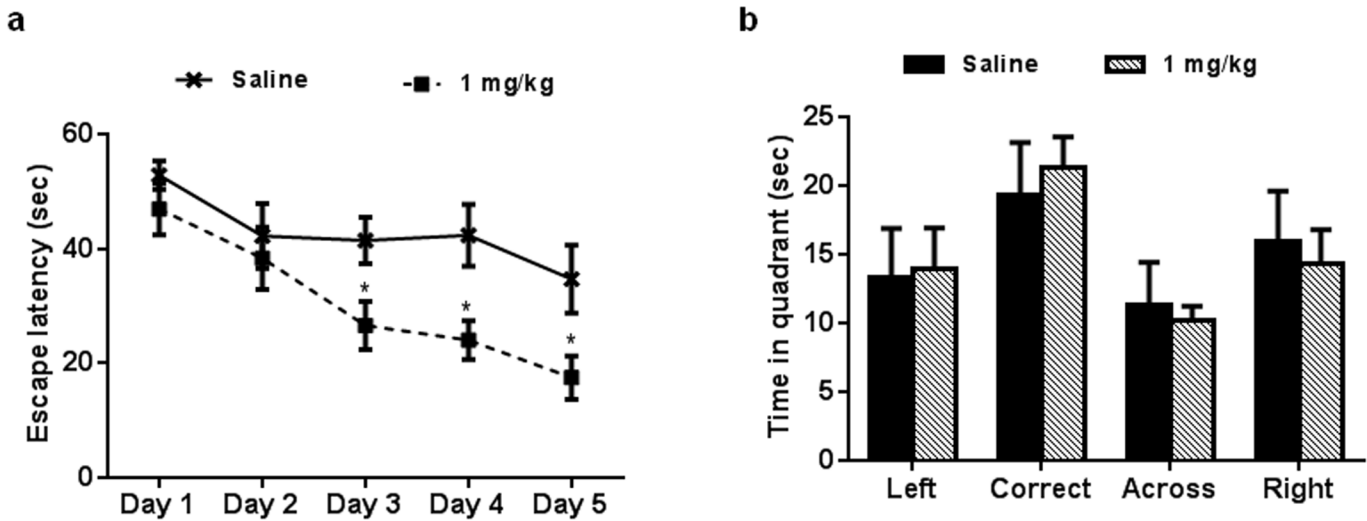 a
Saline 1 mg/kg
Escape latency (sec)
60
40
20
0
* * *
Day 1 Day 2 Day 3 Day 4 Day 5
b
Saline 1 mg/kg
Time in quadrant (sec)
25
20
15
10
5
0
Left Correct Across Right